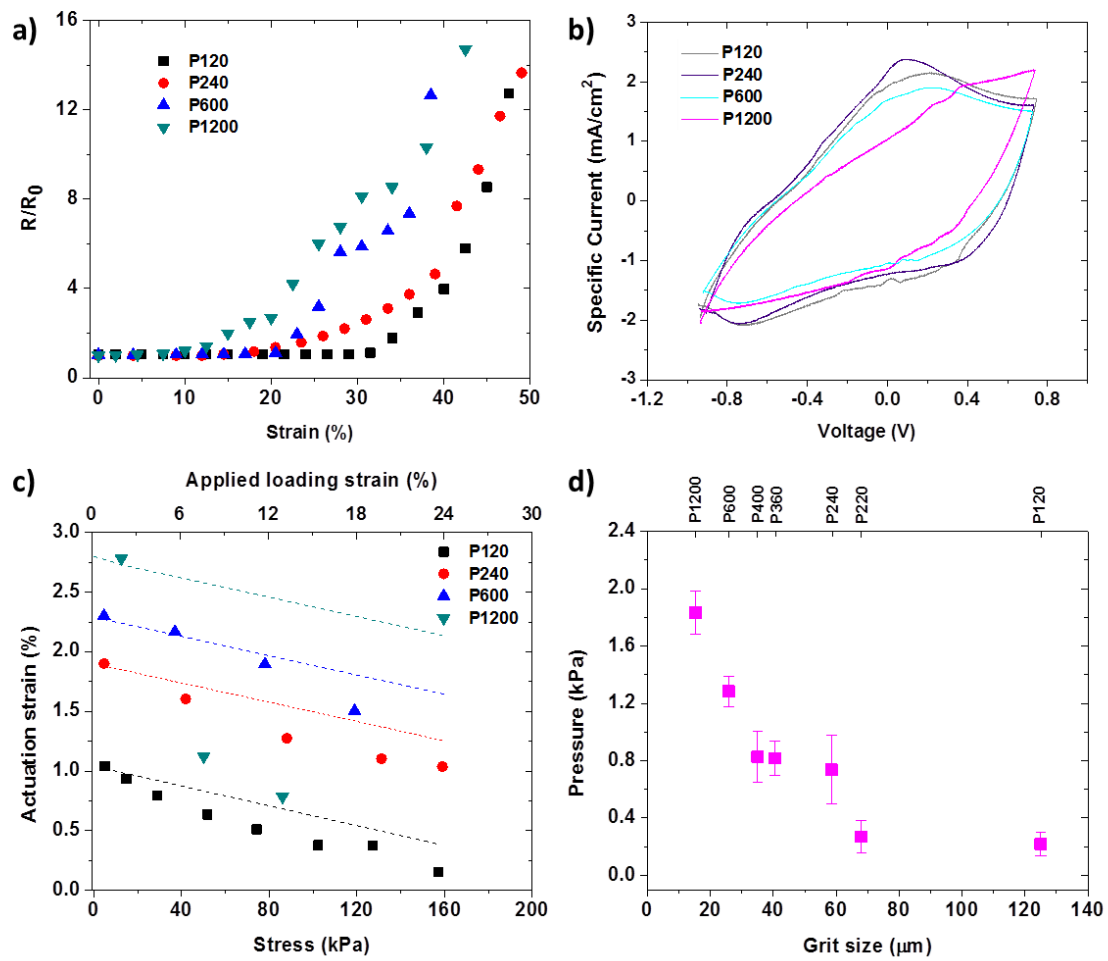 a)
P120
P240
P600
P1200
16
12
8
4
0
R/R0
0 10 20 30 40 50
Strain (%)
b)
P120
P240
P600
P1200
3
2
1
0
-1
-2
-3
Specific Current (mA/cm²)
-1.2 -0.8 -0.4 0.0 0.4 0.8
Voltage (V)
c)
Applied loading strain (%)
0 6 12 18 24 30
P120
P240
P600
P1200
3.0
2.5
2.0
1.5
1.0
0.5
0.0
Actuation strain (%)
0 40 80 120 160 200
Stress (kPa)
d)
P1200
P600
P400
P360
P240
P220
P120
2.4
2.0
1.6
1.2
0.8
0.4
0.0
Pressure (kPa)
0 20 40 60 80 100 120 140
Grit size (μm)